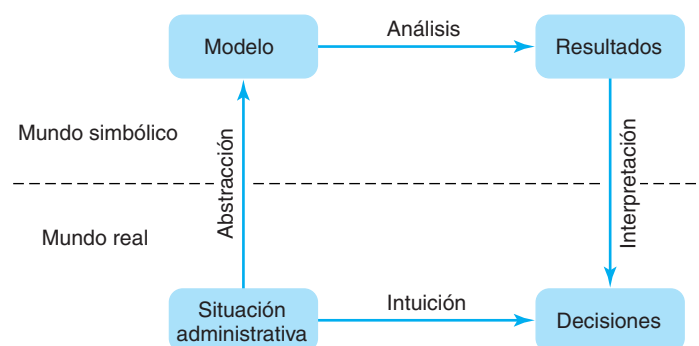 Modelo
Análisis
Resultados
Mundo simbólico
Abstracción
Interpretación
Mundo real
Situación
administrativa
Intuición
Decisiones